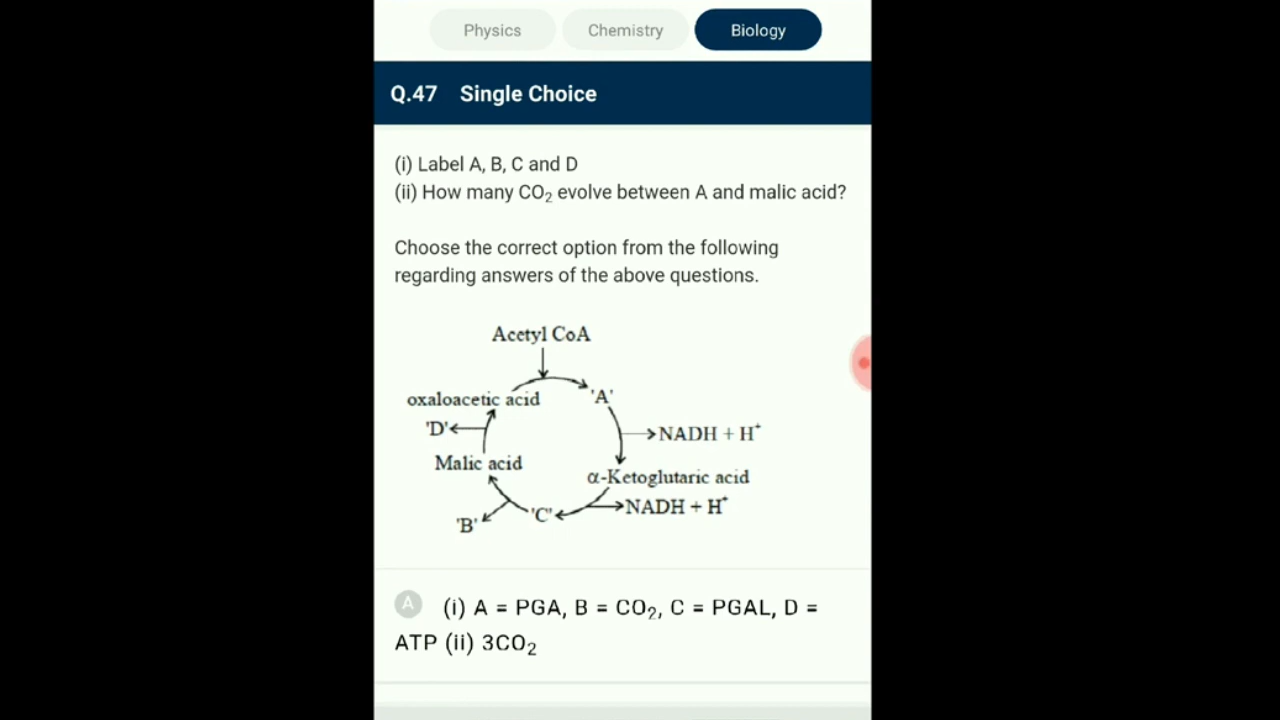 Physics Chemistry Biology
Q.47 Single Choice
(i) Label A, B, C and D
(ii) How many CO₂ evolve between A and malic acid?
Choose the correct option from the following
regarding answers of the above questions.
Acetyl CoA
oxaloacetic acid 'A'
'D' NADH + H⁺
Malic acid
α-Ketoglutaric acid
NADH + H⁺
'C'
'B'
A (i) A = PGA, B = CO₂, C = PGAL, D =
ATP (ii) 3CO₂